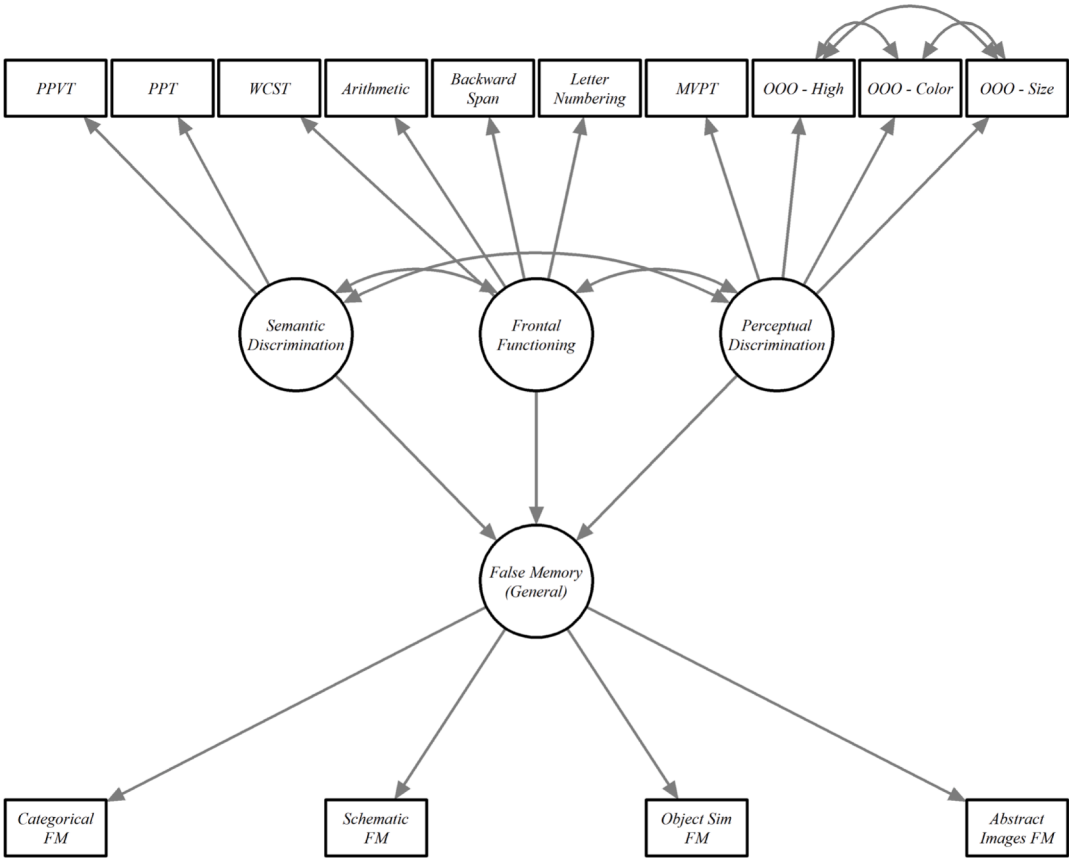 PPVT
PPT
WCST
Arithmetic
Backward
Span
Letter
Numbering
MVPT
OOO - High
OOO - Color
OOO - Size
Semantic
Discrimination
Frontal
Functioning
Perceptual
Discrimination
False Memory
(General)
Categorical
FM
Schematic
FM
Object Sim
FM
Abstract
Images FM